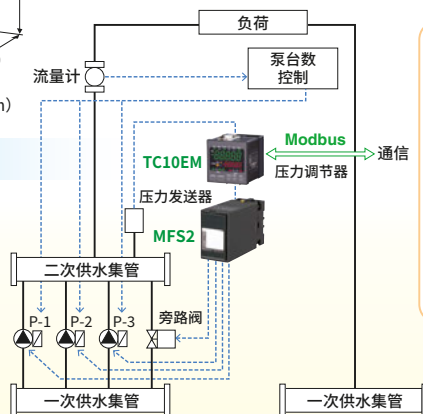 负荷
泵台数
控制
流量计
m）
TC10EM
Modbus
通信
压力调节器
压力发送器
MFS2
二次供水集管
P-1
P-2
P-3
旁路阀
一次供水集管
一次供水集管